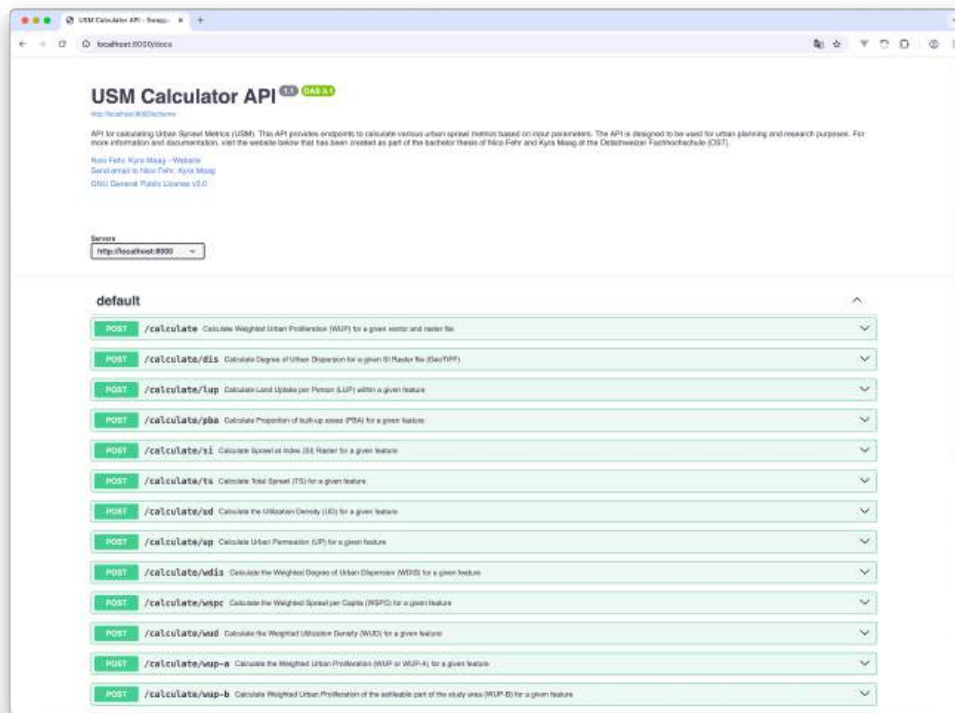 USM Calculator API - Swagg...
localhost:8000/docs
USM Calculator API 1.1 OAS 3.1
http://localhost:8000/schema
API for calculating Urban Sprawl Metrics (USM). This API provides endpoints to calculate various urban sprawl metrics based on input parameters. The API is designed to be used for urban planning and research purposes. For
more information and documentation, visit the website below that has been created as part of the bachelor thesis of Nico Fehr and Kyra Maag at the Ostschweizer Fachhochschule (OST).
Nico Fehr, Kyra Maag - Website
Send email to Nico Fehr, Kyra Maag
GNU General Public License v3.0
Servers
http://localhost:8000
default
POST /calculate Calculate Weighted Urban Proliferation (WUP) for a given vector and raster file
POST /calculate/dis Calculate Degree of Urban Dispersion for a given SI Raster file (GeoTIFF)
POST /calculate/lup Calculate Land Uptake per Person (LUP) within a given feature
POST /calculate/pba Calculate Proportion of built-up areas (PBA) for a given feature
POST /calculate/si Calculate Sprawl at Index (SI) Raster for a given feature
POST /calculate/ts Calculate Total Sprawl (TS) for a given feature
POST /calculate/ud Calculate the Utilization Density (UD) for a given feature
POST /calculate/up Calculate Urban Permeation (UP) for a given feature
POST /calculate/wdis Calculate the Weighted Degree of Urban Dispersion (WDIS) for a given feature
POST /calculate/wspc Calculate the Weighted Sprawl per Capita (WSPC) for a given feature
POST /calculate/wud Calculate the Weighted Utilization Density (WUD) for a given feature
POST /calculate/wup-a Calculate the Weighted Urban Proliferation (WUP or WUP-A) for a given feature
POST /calculate/wup-b Calculate Weighted Urban Proliferation of the settleable part of the study area (WUP-B) for a given feature